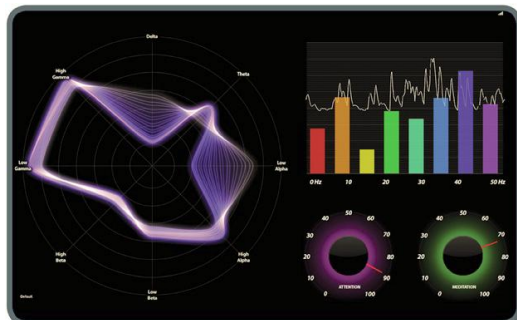 Delta
High
Gamma
Theta
Low
Gamma
Low
Alpha
High
Beta
High
Alpha
Low
Beta
Default
0 Hz 10 20 30 40 50 Hz
0 10 20 30 40 50 60 70 80 90 100
ATTENTION
0 10 20 30 40 50 60 70 80 90 100
MEDITATION